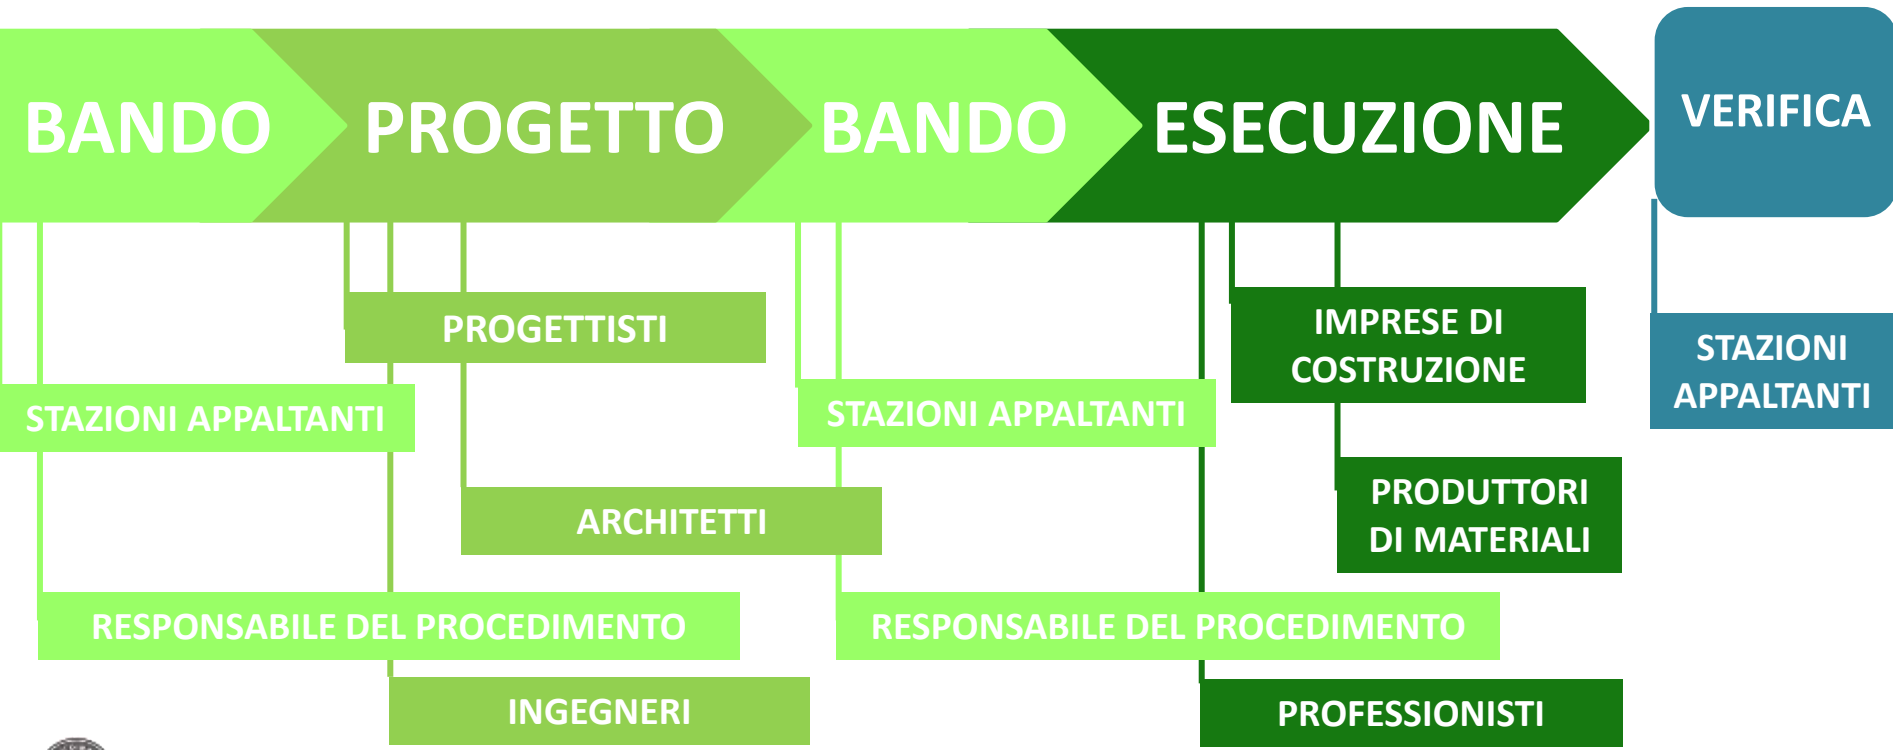 BANDO
PROGETTO
BANDO
ESECUZIONE
VERIFICA
PROGETTISTI
IMPRESE DI
COSTRUZIONE
STAZIONI
APPALTANTI
STAZIONI APPALTANTI
STAZIONI APPALTANTI
ARCHITETTI
PRODUTTORI
DI MATERIALI
RESPONSABILE DEL PROCEDIMENTO
RESPONSABILE DEL PROCEDIMENTO
INGEGNERI
PROFESSIONISTI